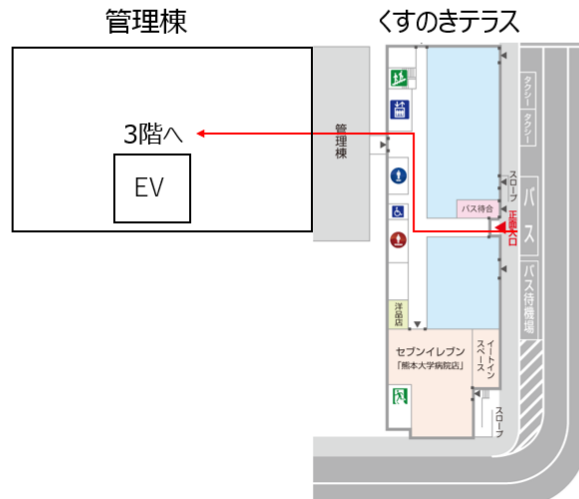 管理棟
くすのきテラス
3階へ
EV
管理棟
タクシー
タクシー
スロープ
バス
バス待合
正面入口
バス待機場
洋品店
セブンイレブン
「熊本大学病院店」
イートイン
スペース
スロープ